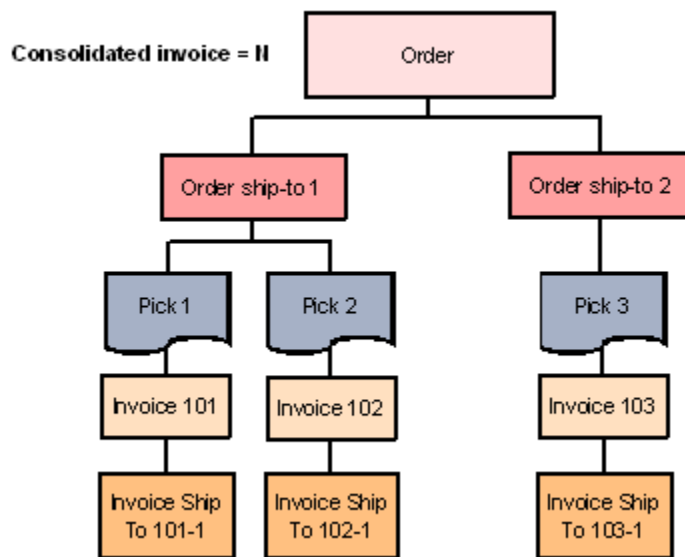 Consolidated invoice = N
Order
Order ship-to 1
Order ship-to 2
Pick 1
Pick 2
Pick 3
Invoice 101
Invoice 102
Invoice 103
Invoice Ship
To 101-1
Invoice Ship
To 102-1
Invoice Ship
To 103-1